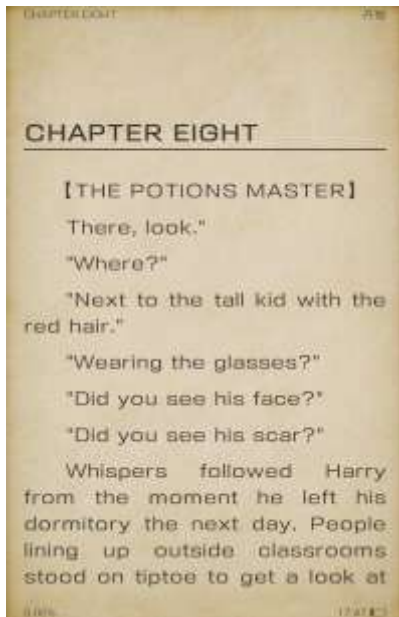 CHAPTER EIGHT
CHAPTER EIGHT
【THE POTIONS MASTER】
There, look."
"Where?"
"Next to the tall kid with the
red hair."
"Wearing the glasses?"
"Did you see his face?"
"Did you see his scar?"
Whispers followed Harry
from the moment he left his
dormitory the next day. People
lining up outside classrooms
stood on tiptoe to get a look at